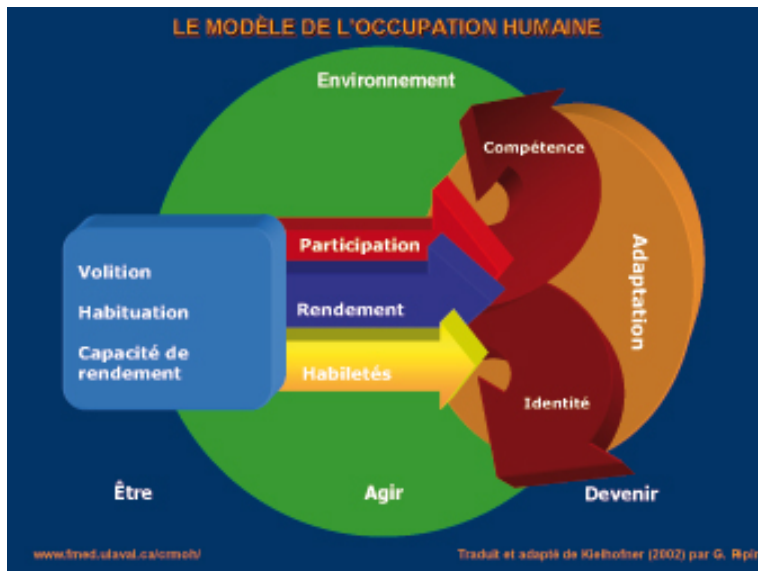 LE MODÈLE DE L'OCCUPATION HUMAINE
Environnement
Compétence
Participation
Adaptation
Volition
Habituation
Rendement
Capacité de
rendement
Habiletés
Identité
Être
Agir
Devenir
www.fmed.ulaval.ca/crmoh/
Traduit et adapté de Kielhofner (2002) par G.